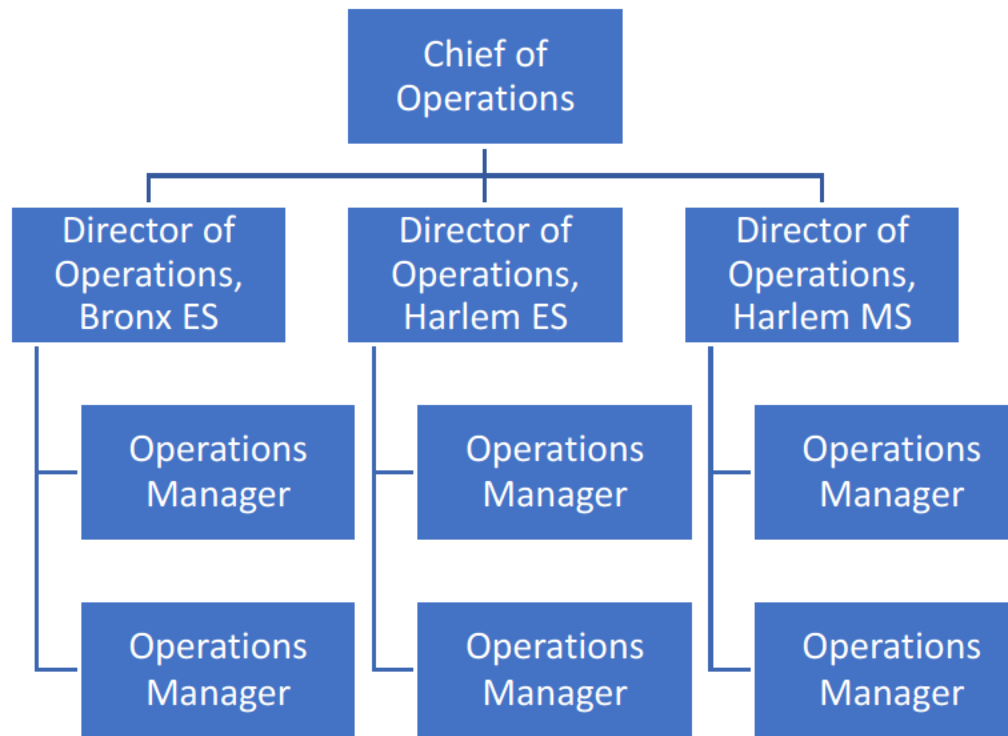 Chief of
Operations
Director of
Operations,
Bronx ES
Director of
Operations,
Harlem ES
Director of
Operations,
Harlem MS
Operations
Manager
Operations
Manager
Operations
Manager
Operations
Manager
Operations
Manager
Operations
Manager